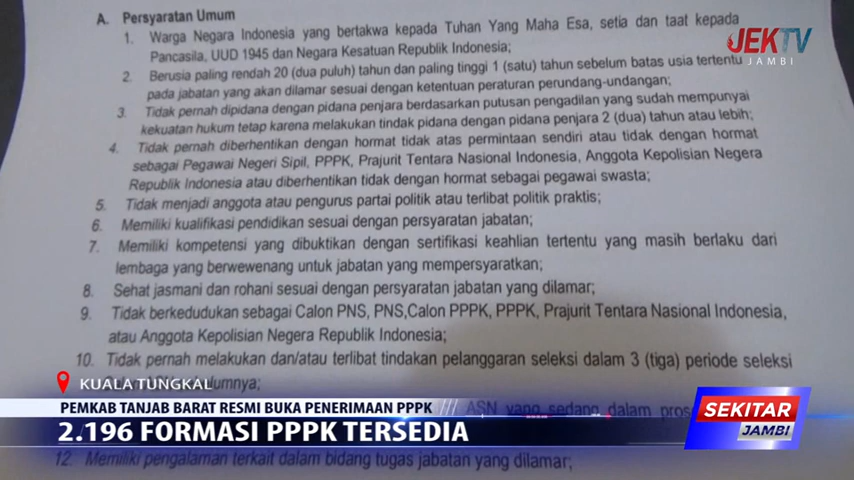 A. Persyaratan Umum
1. Warga Negara Indonesia yang bertakwa kepada Tuhan Yang Maha Esa, setia dan taat kepada
Pancasila, UUD 1945 dan Negara Kesatuan Republik Indonesia;
2. Berusia paling rendah 20 (dua puluh) tahun dan paling tinggi 1 (satu) tahun sebelum batas usia tertentu
pada jabatan yang akan dilamar sesuai dengan ketentuan peraturan perundang-undangan;
3. Tidak pernah dipidana dengan pidana penjara berdasarkan putusan pengadilan yang sudah mempunyai
kekuatan hukum tetap karena melakukan tindak pidana dengan pidana penjara 2 (dua) tahun atau lebih;
4. Tidak pernah diberhentikan dengan hormat tidak atas permintaan sendiri atau tidak dengan hormat
sebagai Pegawai Negeri Sipil, PPPK, Prajurit Tentara Nasional Indonesia, Anggota Kepolisian Negera
Republik Indonesia atau diberhentikan tidak dengan hormat sebagai pegawai swasta;
5. Tidak menjadi anggota atau pengurus partai politik atau terlibat politik praktis;
6. Memiliki kualifikasi pendidikan sesuai dengan persyaratan jabatan;
7. Memiliki kompetensi yang dibuktikan dengan sertifikasi keahlian tertentu yang masih berlaku dari
lembaga yang berwewenang untuk jabatan yang mempersyaratkan;
8. Sehat jasmani dan rohani sesuai dengan persyaratan jabatan yang dilamar;
9. Tidak berkedudukan sebagai Calon PNS, PNS,Calon PPPK, PPPK, Prajurit Tentara Nasional Indonesia,
atau Anggota Kepolisian Negera Republik Indonesia;
10. Tidak pernah melakukan dan/atau terlibat tindakan pelanggaran seleksi dalam 3 (tiga) periode seleksi
ASN yang sedang dalam
12. Memiliki pengalaman terkait dalam bidang tugas jabatan yang dilamar;
JEKTV
JAMBI
KUALA TUNGKAL
PEMKAB TANJAB BARAT RESMI BUKA PENERIMAAN PPPK
2.196 FORMASI PPPK TERSEDIA
SEKITAR
JAMBI